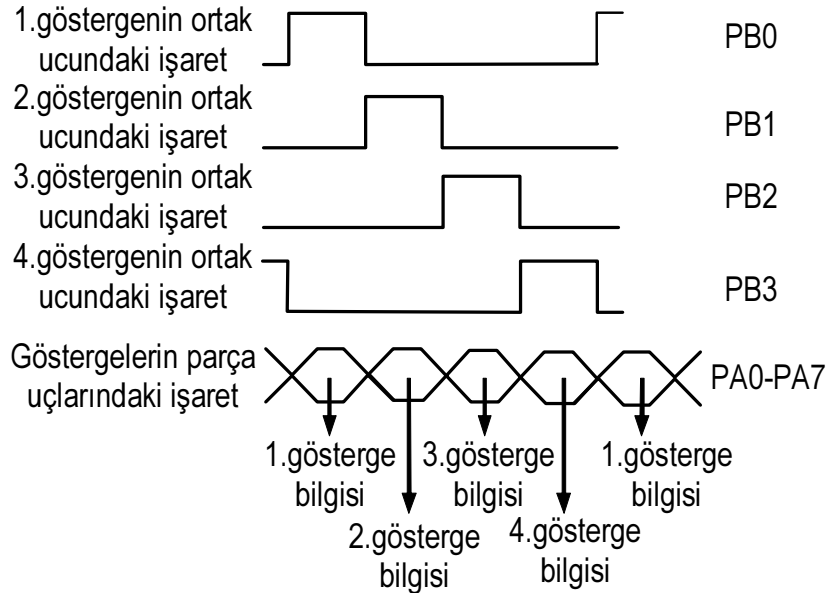 1.göstergenin ortak
ucundaki işaret
PB0
2.göstergenin ortak
ucundaki işaret
PB1
3.göstergenin ortak
ucundaki işaret
PB2
4.göstergenin ortak
ucundaki işaret
PB3
Göstergelerin parça
uçlarındaki işaret
PA0-PA7
1.gösterge
bilgisi
3.gösterge
bilgisi
1.gösterge
bilgisi
2.gösterge
bilgisi
4.gösterge
bilgisi